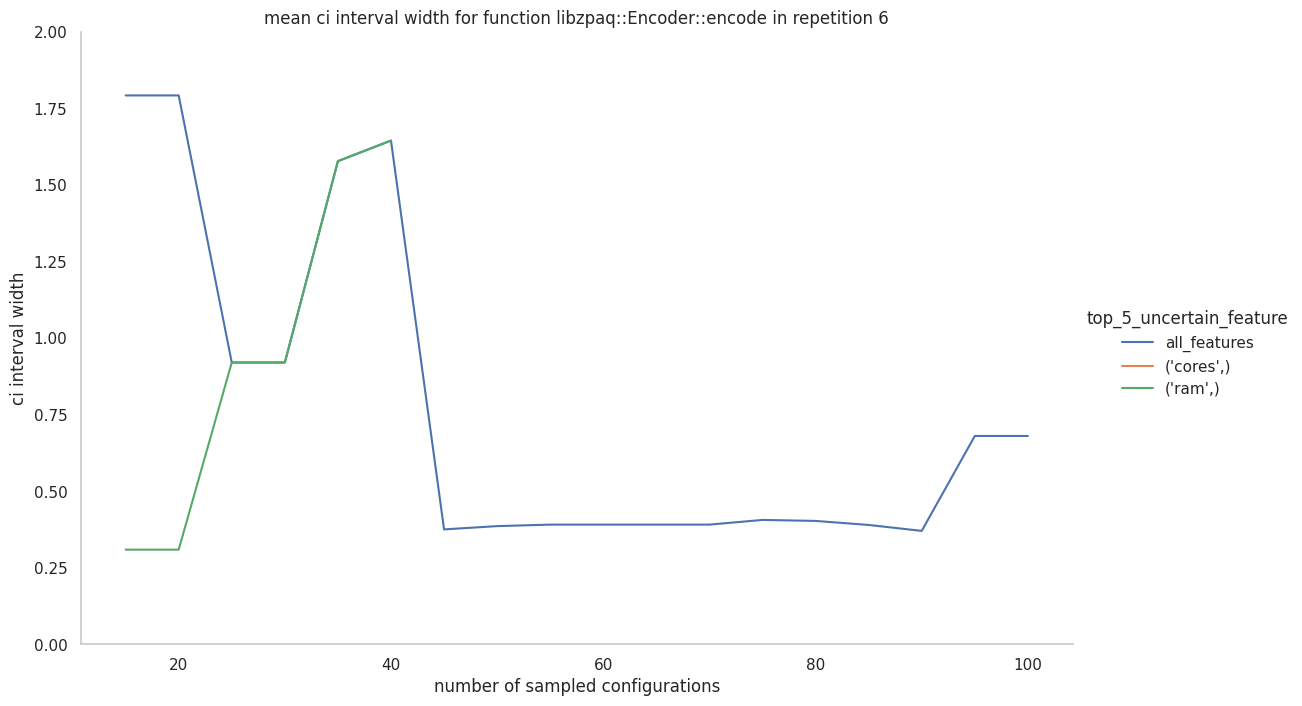 mean ci interval width for function libzpaq::Encoder::encode in repetition 6
2.00
1.75
1.50
1.25
1.00
0.75
0.50
0.25
0.00
ci interval width
20
40
60
80
100
number of sampled configurations
top_5_uncertain_feature
all_features
('cores',)
('ram',)